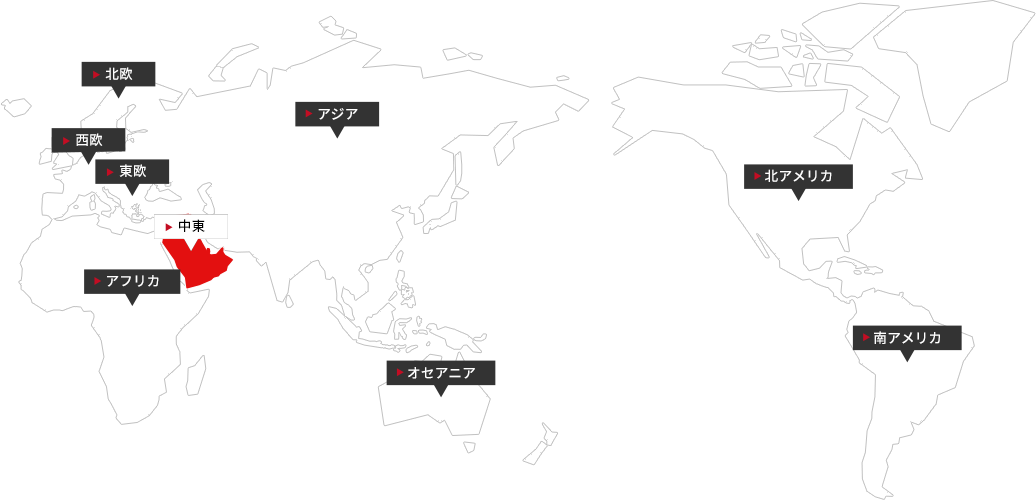 北欧
アジア
西欧
東欧
北アメリカ
中東
アフリカ
南アメリカ
オセアニア